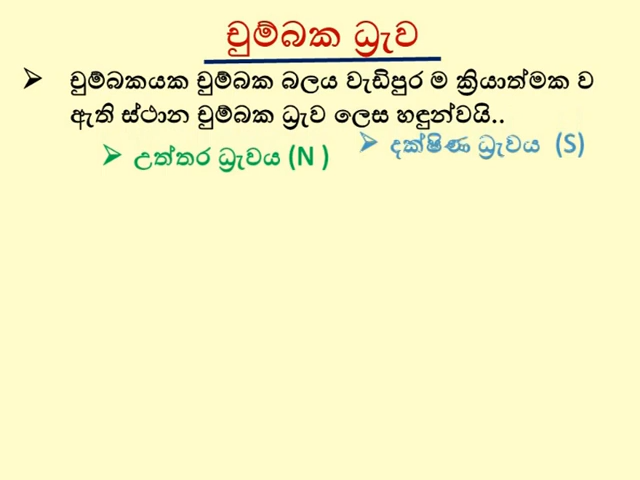 චුම්බක ධ්‍රැව
➢ චුම්බකයක චුම්බක බලය වැඩිපුර ම ක්‍රියාත්මක ව
ඇති ස්ථාන චුම්බක ධ්‍රැව ලෙස හඳුන්වයි..
➢ උත්තර ධ්‍රැවය (N ) ➢ දක්ෂිණ ධ්‍රැවය (S)